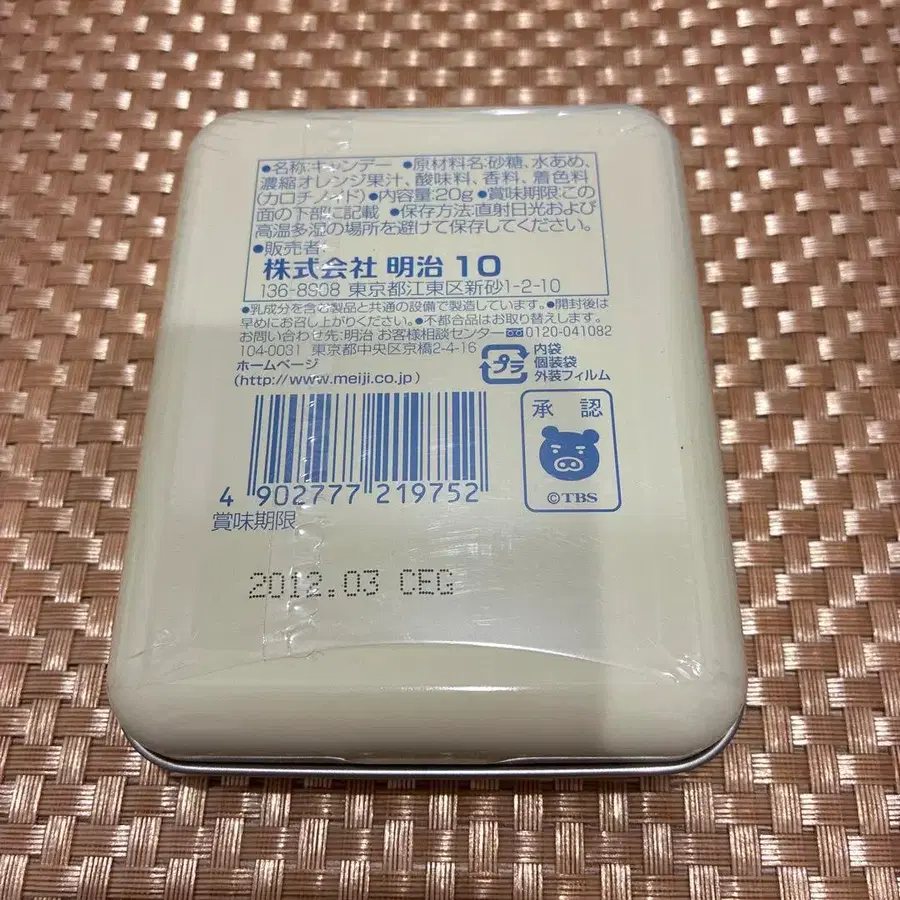 ●名称:キャンデー ●原材料名:砂糖、水あめ、
濃縮オレンジ果汁、酸味料、香料、着色料
(カロチノイド)●内容量:20g●賞味期限:この
面の下部に記載 ●保存方法:直射日光および
高温多湿の場所を避けて保存してください。
●販売者:
株式会社 明治 10
136-8908 東京都江東区新砂1-2-10
●乳成分を含む製品と共通の設備で製造しています。●開封後は
早めにお召し上がりください。●不都合品はお取り替えします。
お問い合わせ先:明治 お客様相談センター 0120-041082
104-0031 東京都中央区京橋2-4-16
ホームページ
(http://www.meiji.co.jp)
プラ
内袋
個装袋
外装フィルム
承認
©TBS
4 902777 219752
賞味期限
2012.03 CEG